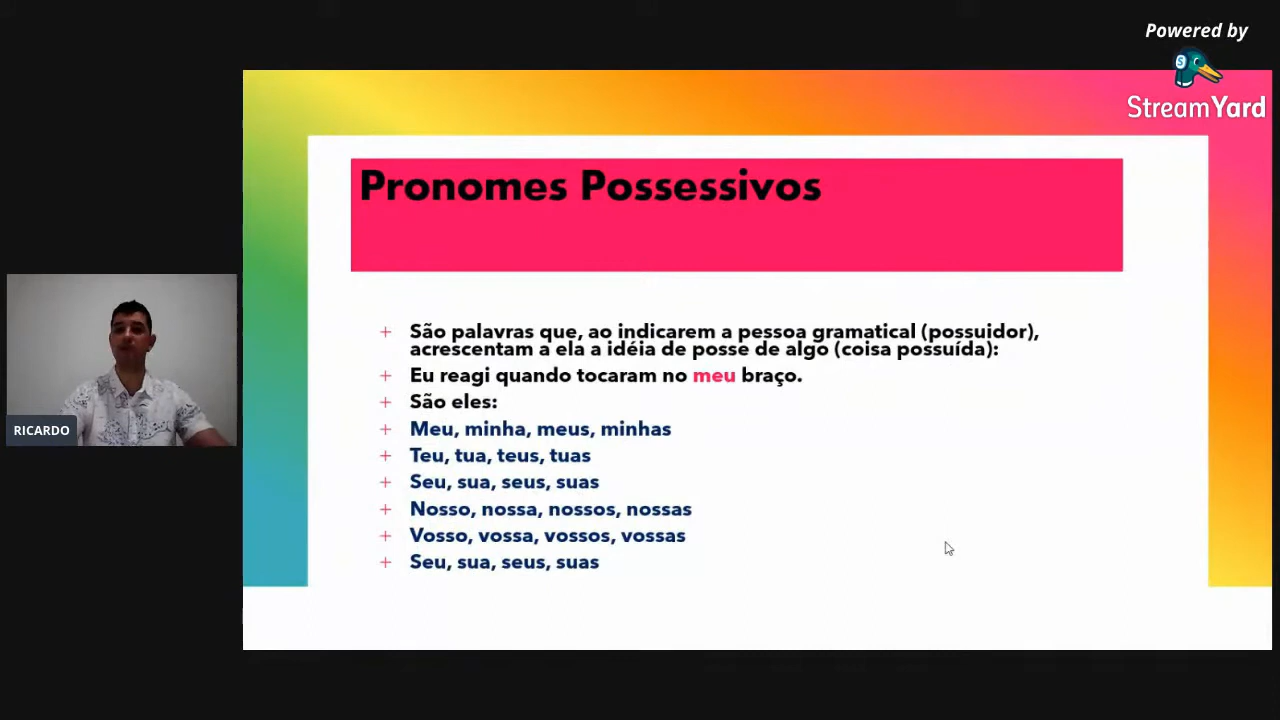 Powered by
StreamYard
Pronomes Possessivos
+ São palavras que, ao indicarem a pessoa gramatical (possuidor),
acrescentam a ela a idéia de posse de algo (coisa possuída):
+ Eu reagi quando tocaram no meu braço.
+ São eles:
+ Meu, minha, meus, minhas
+ Teu, tua, teus, tuas
+ Seu, sua, seus, suas
+ Nosso, nossa, nossos, nossas
+ Vosso, vossa, vossos, vossas
+ Seu, sua, seus, suas
RICARDO